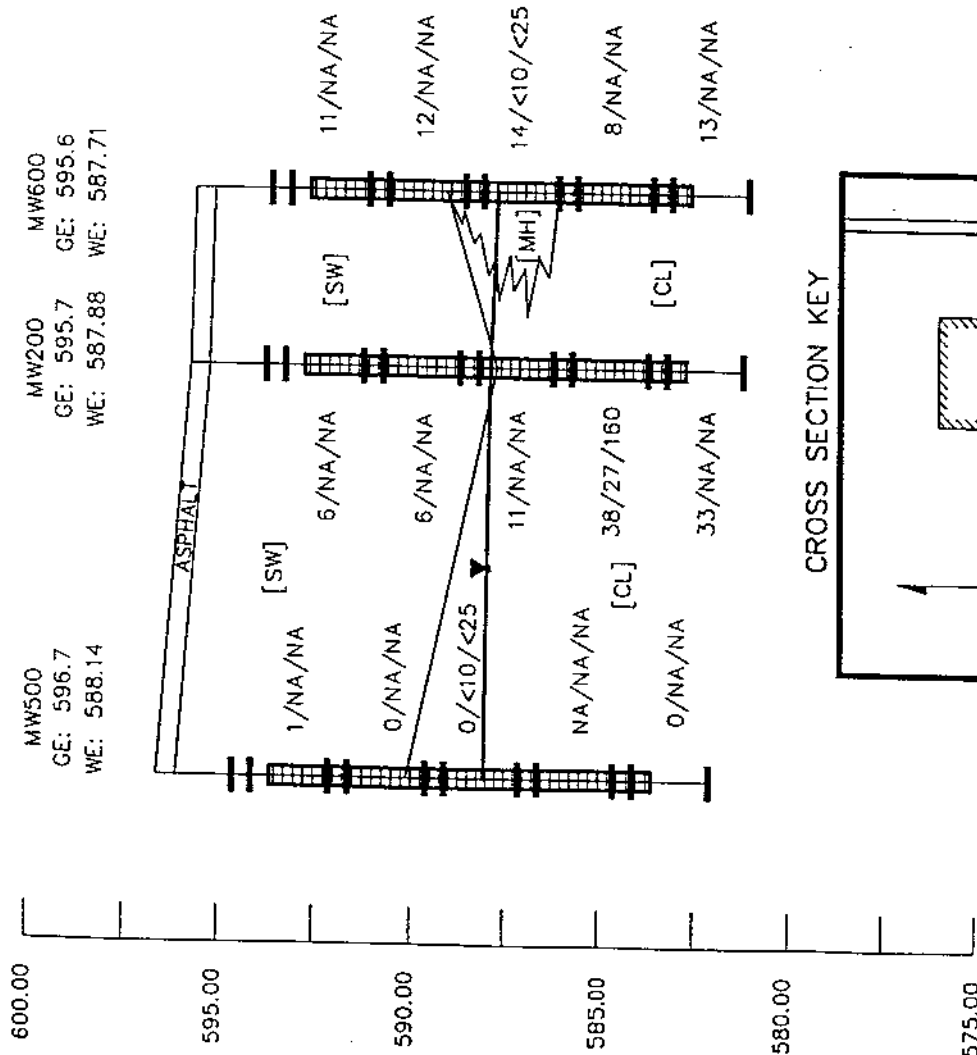 MW500
GE: 596.7
WE: 588.14
MW200
GE: 595.7
WE: 587.88
MW600
GE: 595.6
WE: 587.71
600.00
595.00
590.00
585.00
580.00
575.00
ASPHALT
[SW]
[SW]
1/NA/NA
0/NA/NA
0/<10/<25
NA/NA/NA
[CL]
0/NA/NA
6/NA/NA
6/NA/NA
11/NA/NA
38/27/160
33/NA/NA
[MH]
[CL]
11/NA/NA
12/NA/NA
14/<10/<25
8/NA/NA
13/NA/NA
CROSS SECTION KEY